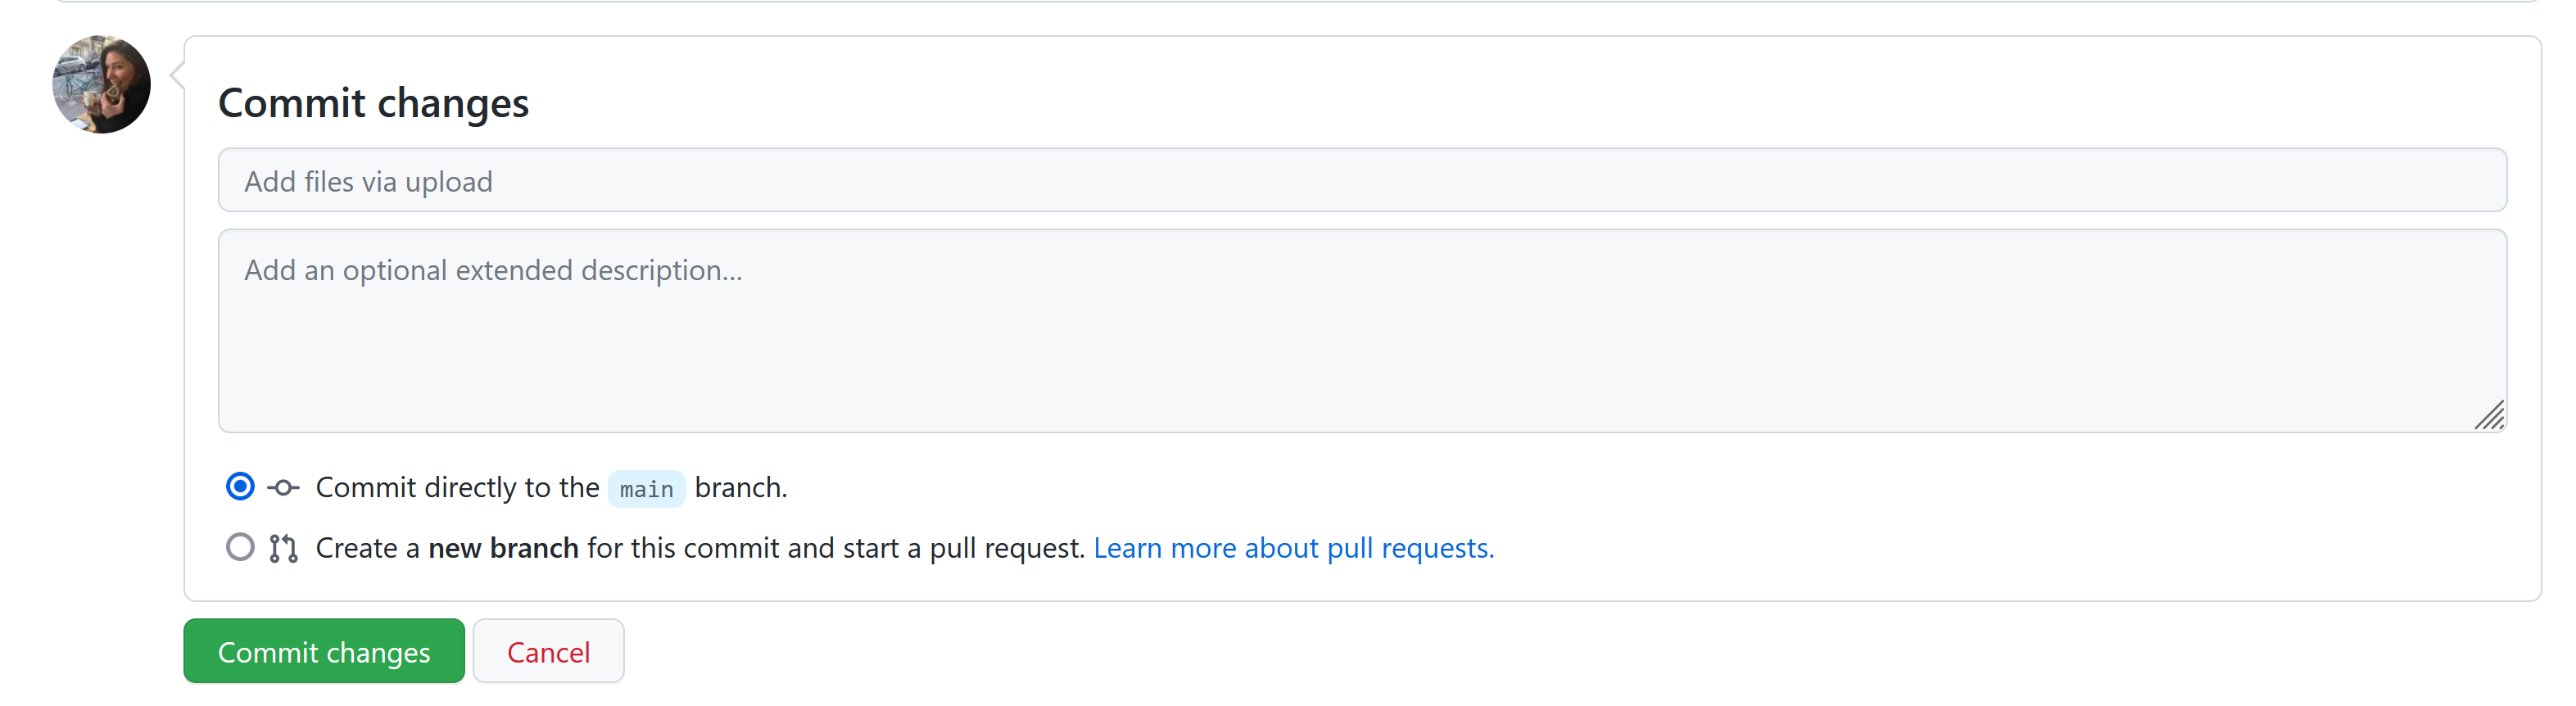 Commit changes
Add files via upload
Add an optional extended description...
Commit directly to the main branch.
Create a new branch for this commit and start a pull request. Learn more about pull requests.
Commit changes
Cancel